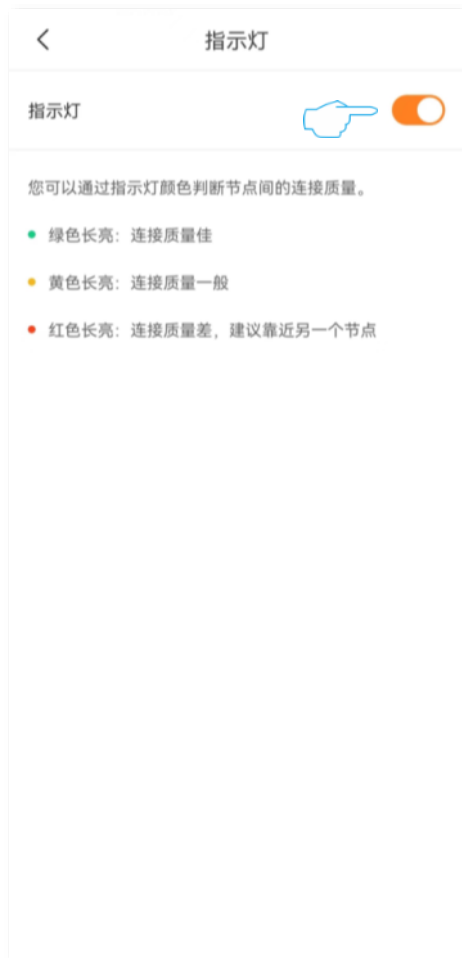 指示灯
指示灯
您可以通过指示灯颜色判断节点间的连接质量。
绿色长亮：连接质量佳
黄色长亮：连接质量一般
红色长亮：连接质量差，建议靠近另一个节点